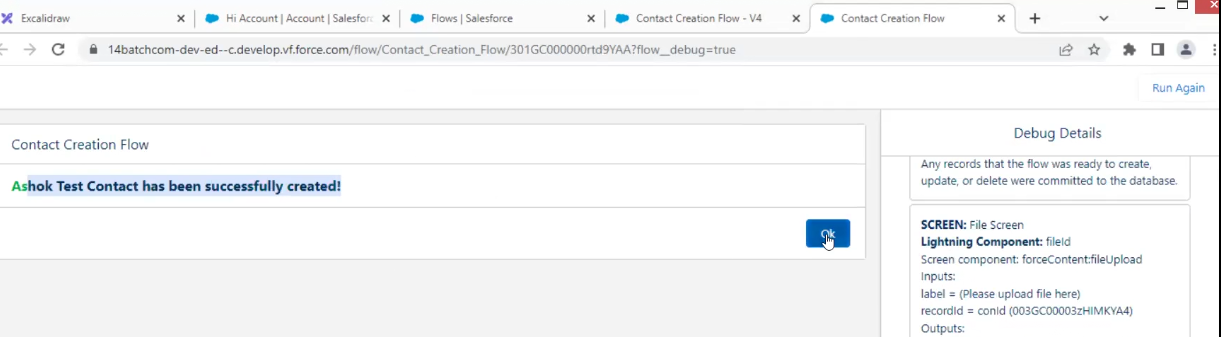 Excalidraw
Hi Account | Account | Salesforc
Flows | Salesforce
Contact Creation Flow - V4
Contact Creation Flow
14batchcom-dev-ed--c.develop.vf.force.com/flow/Contact_Creation_Flow/301GC000000rtd9YAA?flow__debug=true
Run Again
Contact Creation Flow
Ashok Test Contact has been successfully created!
Ok
Debug Details
Any records that the flow was ready to create,
update, or delete were committed to the database.
SCREEN: File Screen
Lightning Component: fileId
Screen component: forceContent:fileUpload
Inputs:
label = (Please upload file here)
recordId = conId (003GC00003zHIMKYA4)
Outputs: